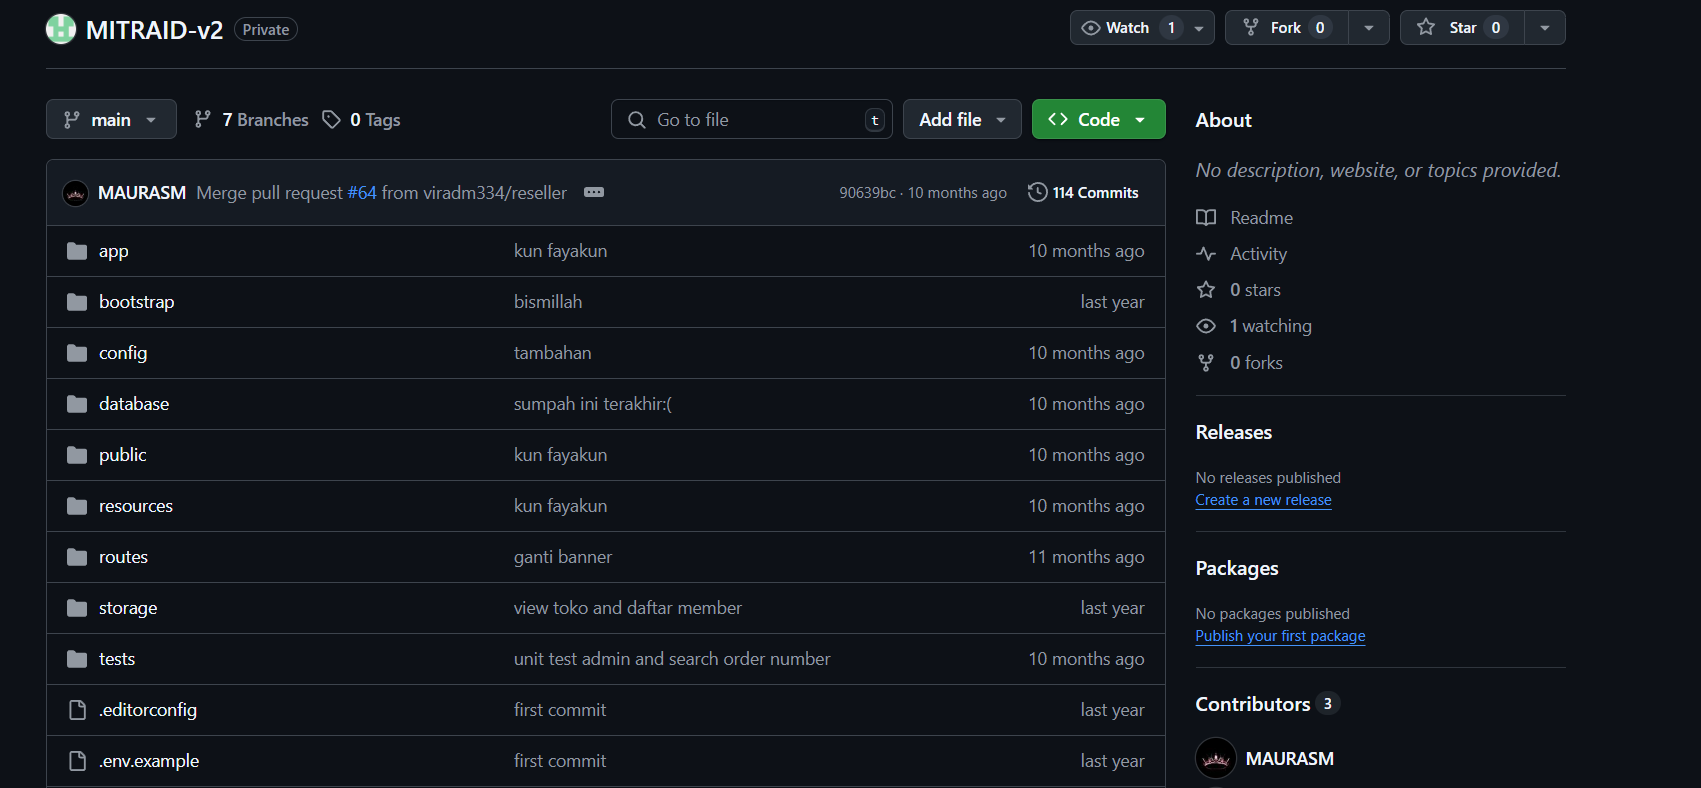 MITRAID-v2 Private
Watch 1
Fork 0
Star 0
main
7 Branches
0 Tags
Go to file
t
Add file
Code
MAURASM Merge pull request #64 from viradm334/reseller
90639bc · 10 months ago
114 Commits
app kun fayakun 10 months ago
bootstrap bismillah last year
config tambahan 10 months ago
database sumpah ini terakhir:( 10 months ago
public kun fayakun 10 months ago
resources kun fayakun 10 months ago
routes ganti banner 11 months ago
storage view toko and daftar member last year
tests unit test admin and search order number 10 months ago
.editorconfig first commit last year
.env.example first commit last year
About
No description, website, or topics provided.
Readme
Activity
0 stars
1 watching
0 forks
Releases
No releases published
Create a new release
Packages
No packages published
Publish your first package
Contributors 3
MAURASM